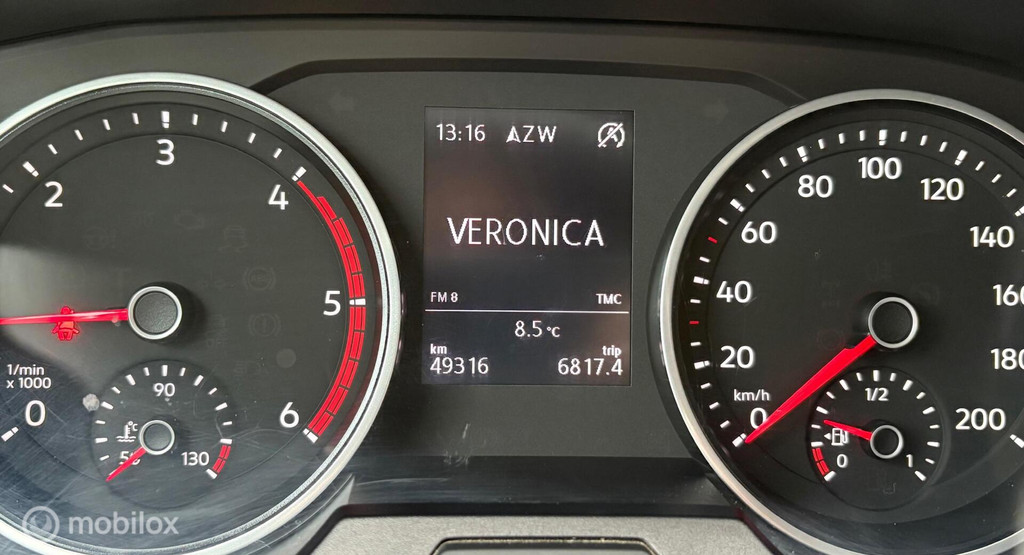 13:16 AZW
VERONICA
FM 8 TMC
8.5 °C
km trip
49316 6817.4
2 3 4 5 6
1/min
x 1000
0
90
°C
50 130
0 20 40 60 80 100 120 140 160 180 200
km/h
1/2
0 1
mobilox